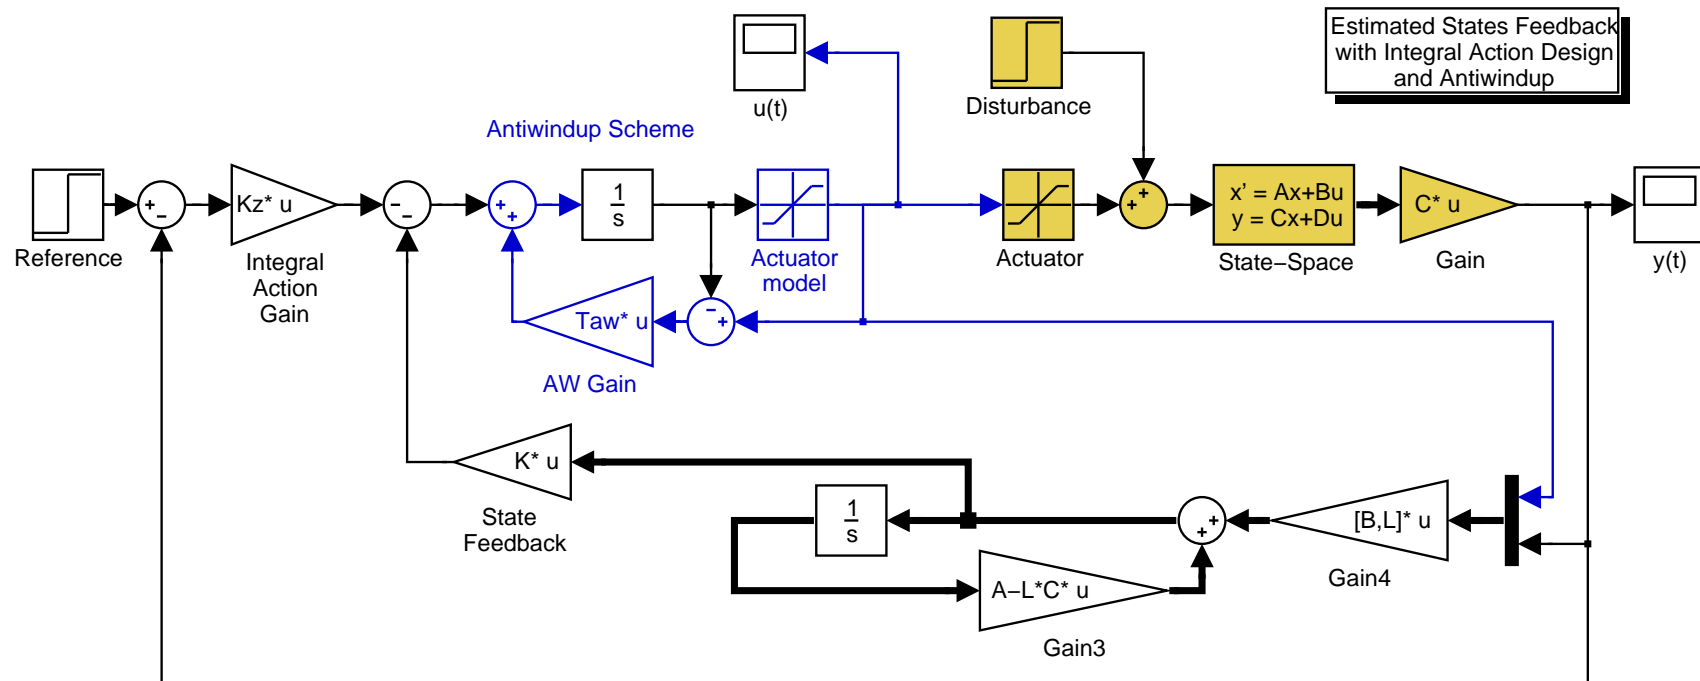 Estimated States Feedback
with Integral Action Design
and Antiwindup
u(t)
Disturbance
Antiwindup Scheme
Reference
+
−
Kz* u
Integral
Action
Gain
−
−
+
+
1
s
Actuator
model
Actuator
+
+
x' = Ax+Bu
y = Cx+Du
State−Space
C* u
Gain
y(t)
Taw* u
AW Gain
−
+
K* u
State
Feedback
1
s
+
+
[B,L]* u
Gain4
A−L*C* u
Gain3